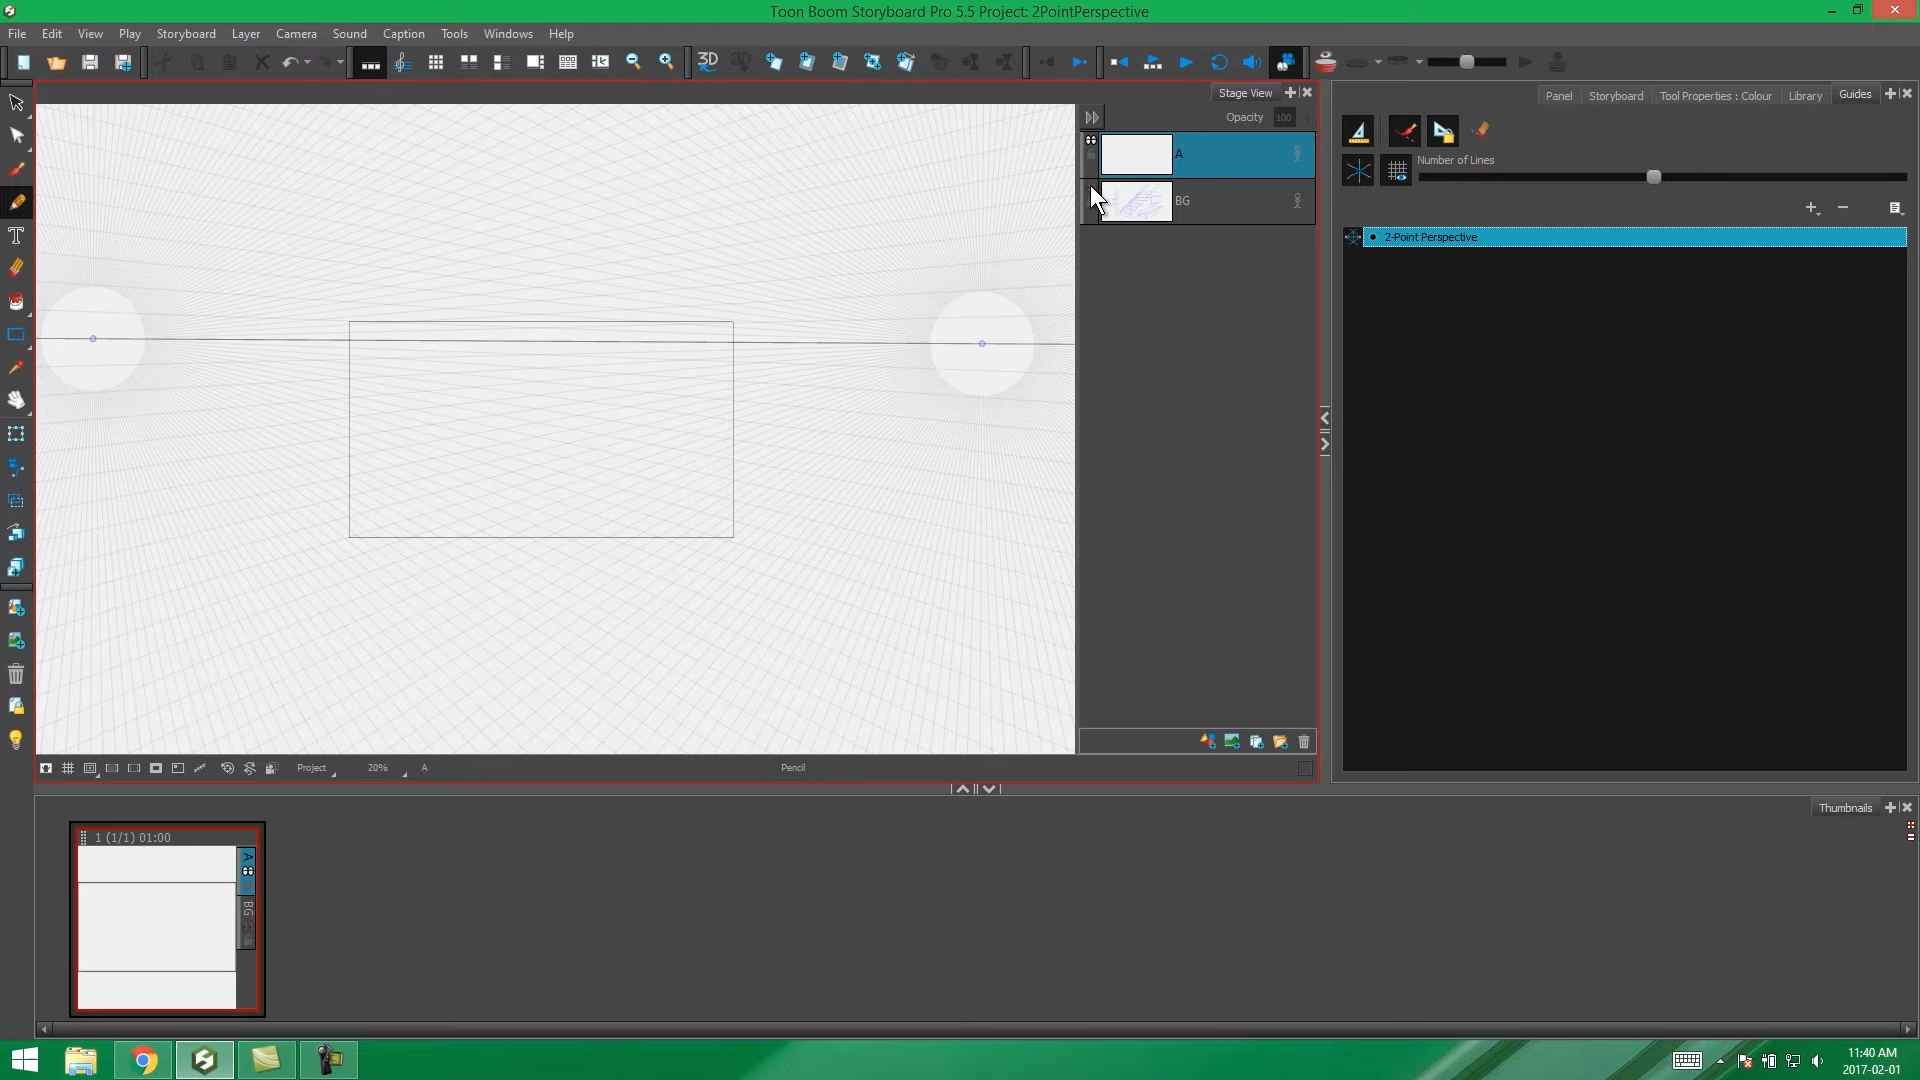 Toon Boom Storyboard Pro 5.5 Project: 2PointPerspective
File Edit View Play Storyboard Layer Camera Sound Caption Tools Windows Help
3D
Stage View
Panel Storyboard Tool Properties : Colour Library Guides
Opacity 100
A
BG
Number of Lines
2-Point Perspective
Project 20% A Pencil
Thumbnails
1 (1/1) 01:00
A
BG
11:40 AM
2017-02-01